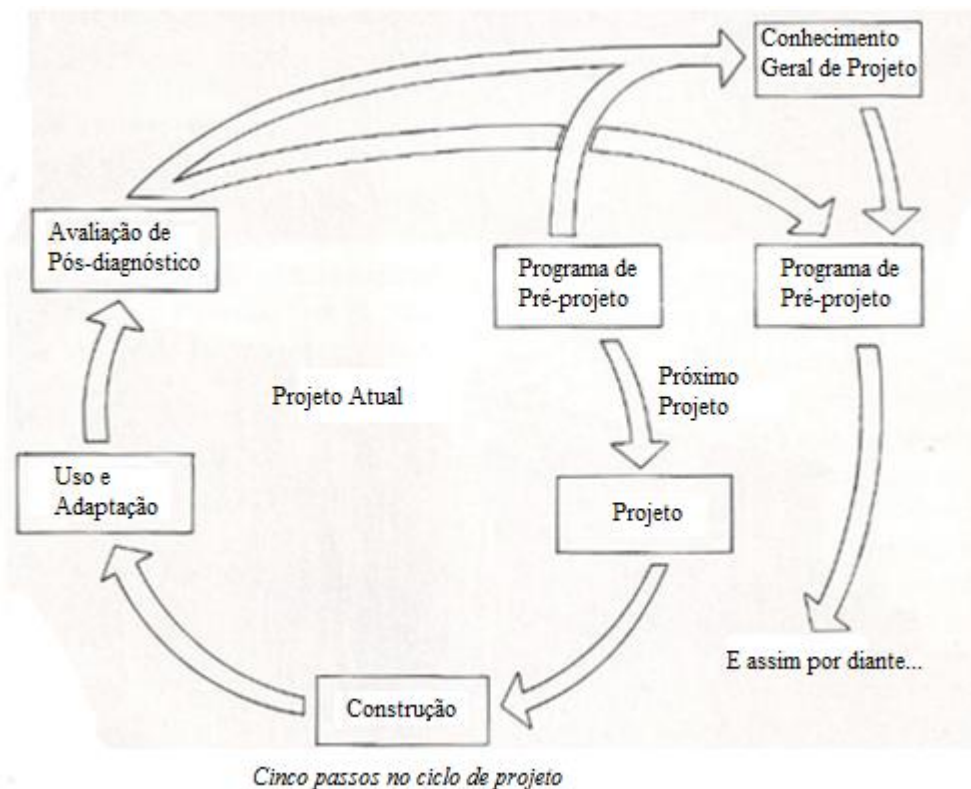 Conhecimento
Geral de Projeto
Avaliação de
Pós-diagnóstico
Programa de
Pré-projeto
Programa de
Pré-projeto
Projeto Atual
Próximo
Projeto
Uso e
Adaptação
Projeto
E assim por diante...
Construção
Cinco passos no ciclo de projeto